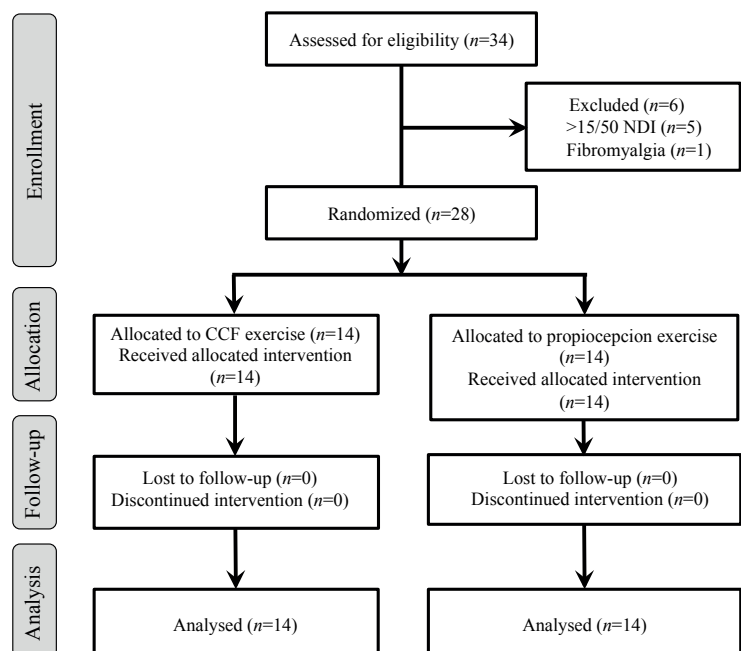 Enrollment
Assessed for eligibility (n=34)
Excluded (n=6)
>15/50 NDI (n=5)
Fibromyalgia (n=1)
Randomized (n=28)
Allocation
Allocated to CCF exercise (n=14)
Received allocated intervention
(n=14)
Allocated to propiocepcion exercise
(n=14)
Received allocated intervention
(n=14)
Follow-up
Lost to follow-up (n=0)
Discontinued intervention (n=0)
Lost to follow-up (n=0)
Discontinued intervention (n=0)
Analysis
Analysed (n=14)
Analysed (n=14)